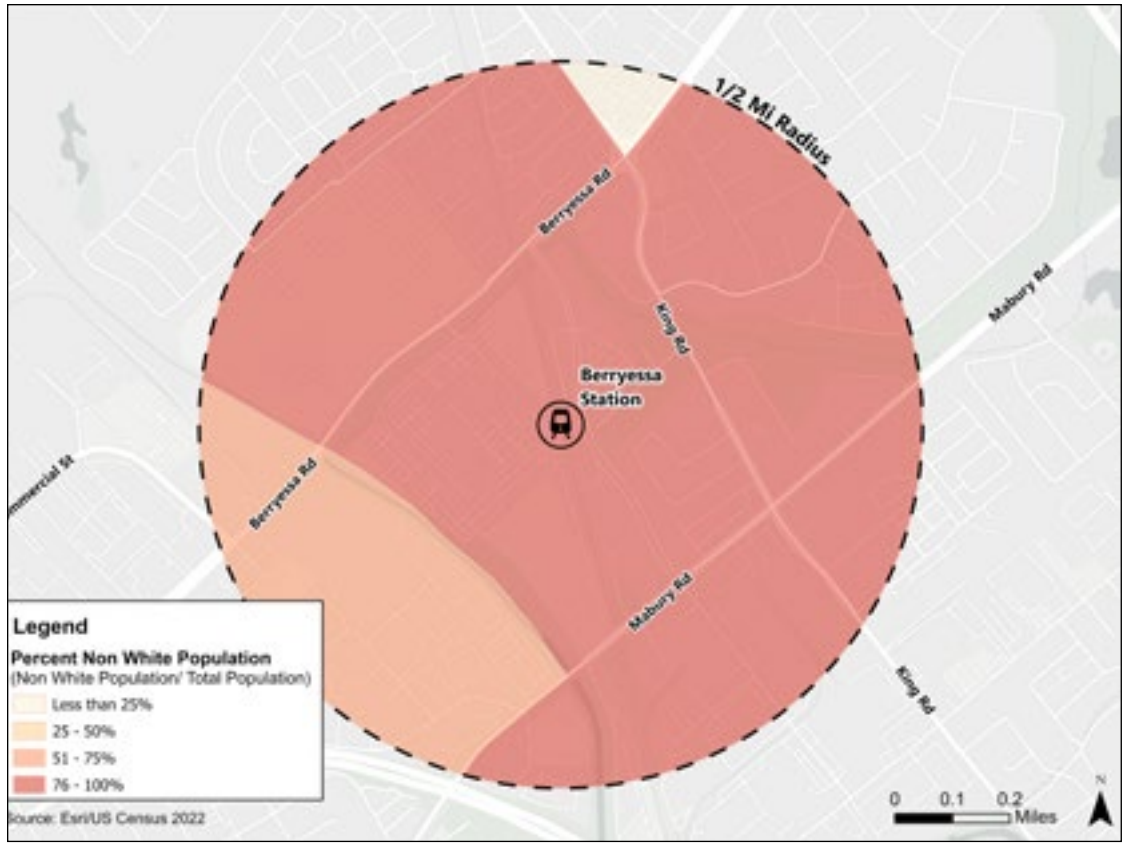 1/2 Mi Radius
Berryessa Rd
Mabury Rd
King Rd
Berryessa
Station
mmercial St
Berryessa Rd
Mabury Rd
King Rd
Legend
Percent Non White Population
(Non White Population/ Total Population)
Less than 25%
25 - 50%
51 - 75%
76 - 100%
Source: Esri/US Census 2022
N
0 0.1 0.2
Miles